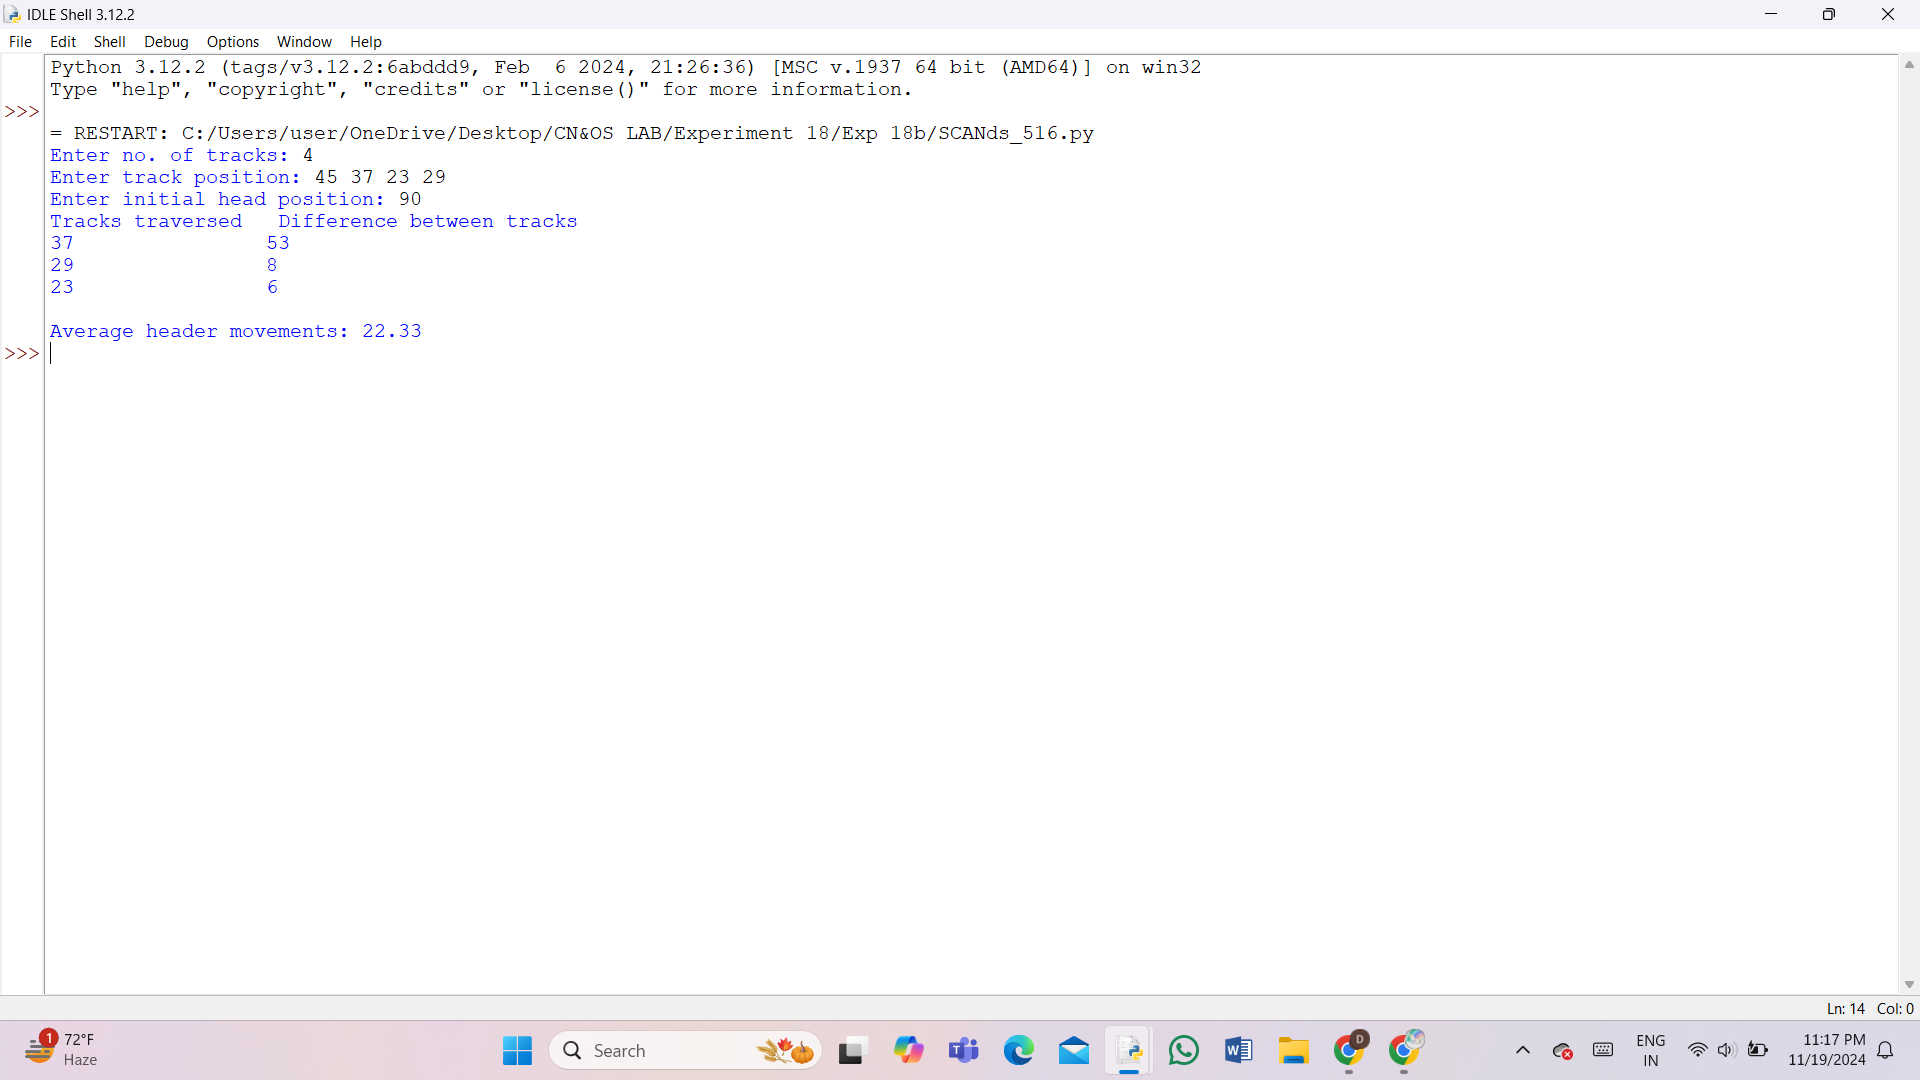 IDLE Shell 3.12.2
File Edit Shell Debug Options Window Help
Python 3.12.2 (tags/v3.12.2:6abddd9, Feb  6 2024, 21:26:36) [MSC v.1937 64 bit (AMD64)] on win32
Type "help", "copyright", "credits" or "license()" for more information.
>>>
= RESTART: C:/Users/user/OneDrive/Desktop/CN&OS LAB/Experiment 18/Exp 18b/SCANds_516.py
Enter no. of tracks: 4
Enter track position: 45 37 23 29
Enter initial head position: 90
Tracks traversed   Difference between tracks
37                53
29                8
23                6
Average header movements: 22.33
>>>
Ln: 14 Col: 0
1
72°F
Haze
Search
D
ENG
IN
11:17 PM
11/19/2024